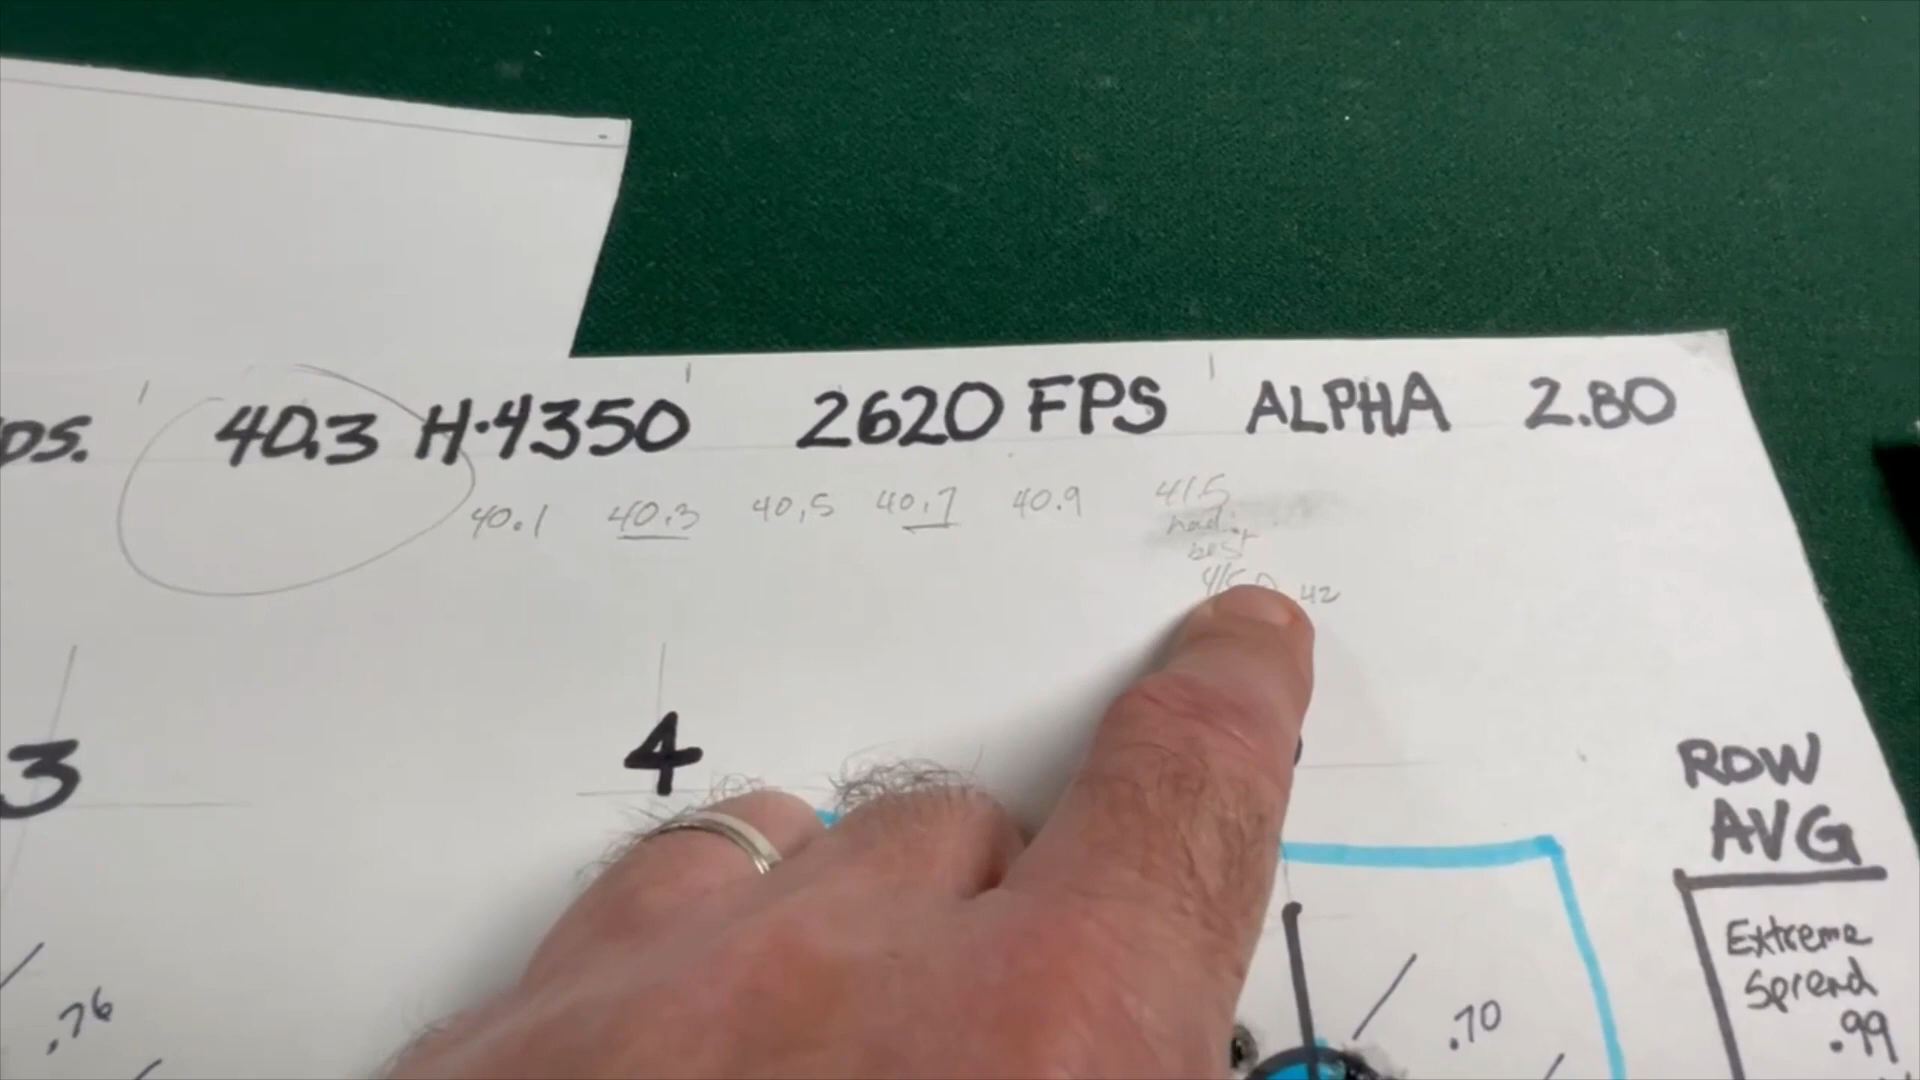 DS. 40.3 H·4350 2620 FPS ALPHA 2.80
40.1 40.3 40,5 40.7 40.9 41.5
best
42
3 4
ROW
AVG
Extreme
Spread
.99
.76 .70